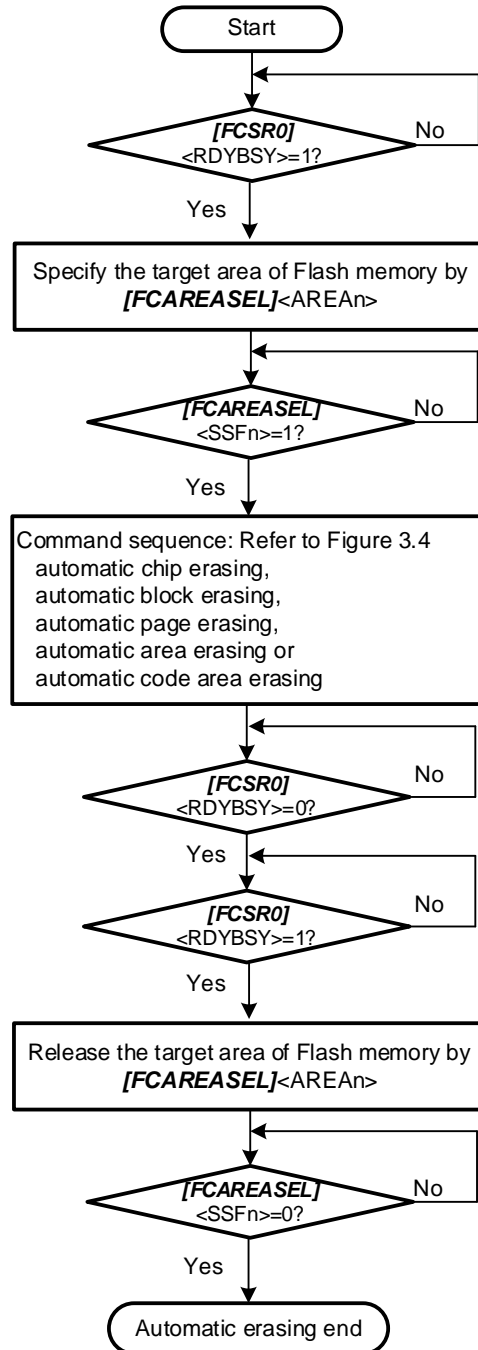 Start
[FCSR0]
<RDYBSY>=1?
No
Yes
Specify the target area of Flash memory by
[FCAREASEL]<AREAn>
[FCAREASEL]
<SSFn>=1?
No
Yes
Command sequence: Refer to Figure 3.4
automatic chip erasing,
automatic block erasing,
automatic page erasing,
automatic area erasing or
automatic code area erasing
[FCSR0]
<RDYBSY>=0?
No
Yes
[FCSR0]
<RDYBSY>=1?
No
Yes
Release the target area of Flash memory by
[FCAREASEL]<AREAn>
[FCAREASEL]
<SSFn>=0?
No
Yes
Automatic erasing end